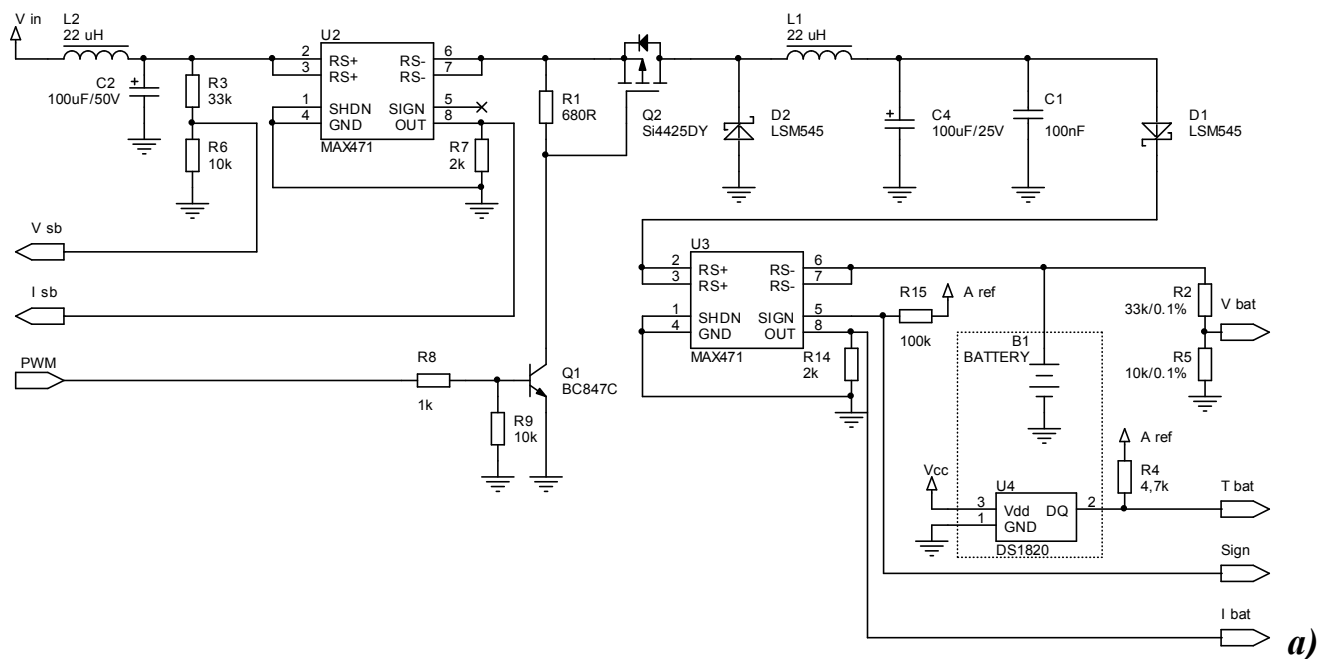 V in
L2
22 uH
C2
100uF/50V
R3
33k
R6
10k
U2
2 RS+ RS- 6
3 RS+ RS- 7
1 SHDN SIGN 5
4 GND OUT 8
MAX471
R7
2k
R1
680R
Q2
Si4425DY
D2
LSM545
L1
22 uH
C4
100uF/25V
C1
100nF
D1
LSM545
V sb
I sb
PWM
R8
1k
R9
10k
Q1
BC847C
U3
2 RS+ RS- 6
3 RS+ RS- 7
1 SHDN SIGN 5
4 GND OUT 8
MAX471
R14
2k
R15
100k
A ref
B1
BATTERY
R2
33k/0.1%
V bat
R5
10k/0.1%
A ref
R4
4,7k
Vcc
U4
3 Vdd DQ 2
1 GND
DS1820
T bat
Sign
I bat
a)